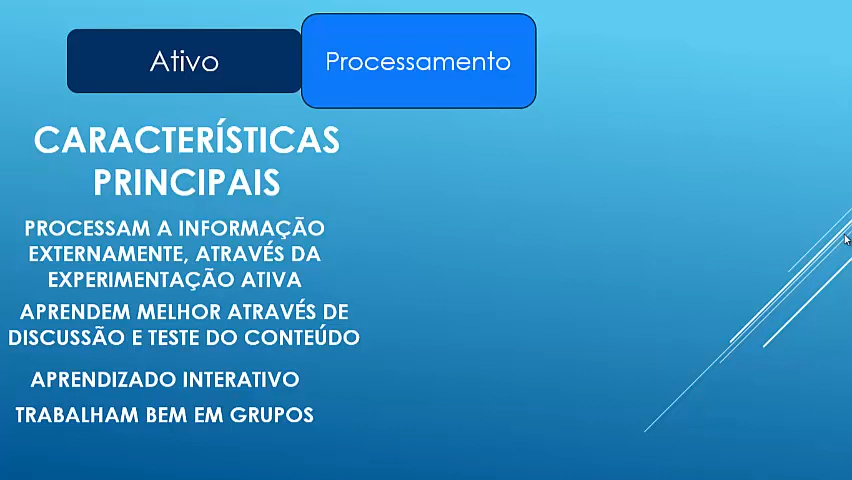 Ativo
Processamento
CARACTERÍSTICAS
PRINCIPAIS
PROCESSAM A INFORMAÇÃO
EXTERNAMENTE, ATRAVÉS DA
EXPERIMENTAÇÃO ATIVA
APRENDEM MELHOR ATRAVÉS DE
DISCUSSÃO E TESTE DO CONTEÚDO
APRENDIZADO INTERATIVO
TRABALHAM BEM EM GRUPOS